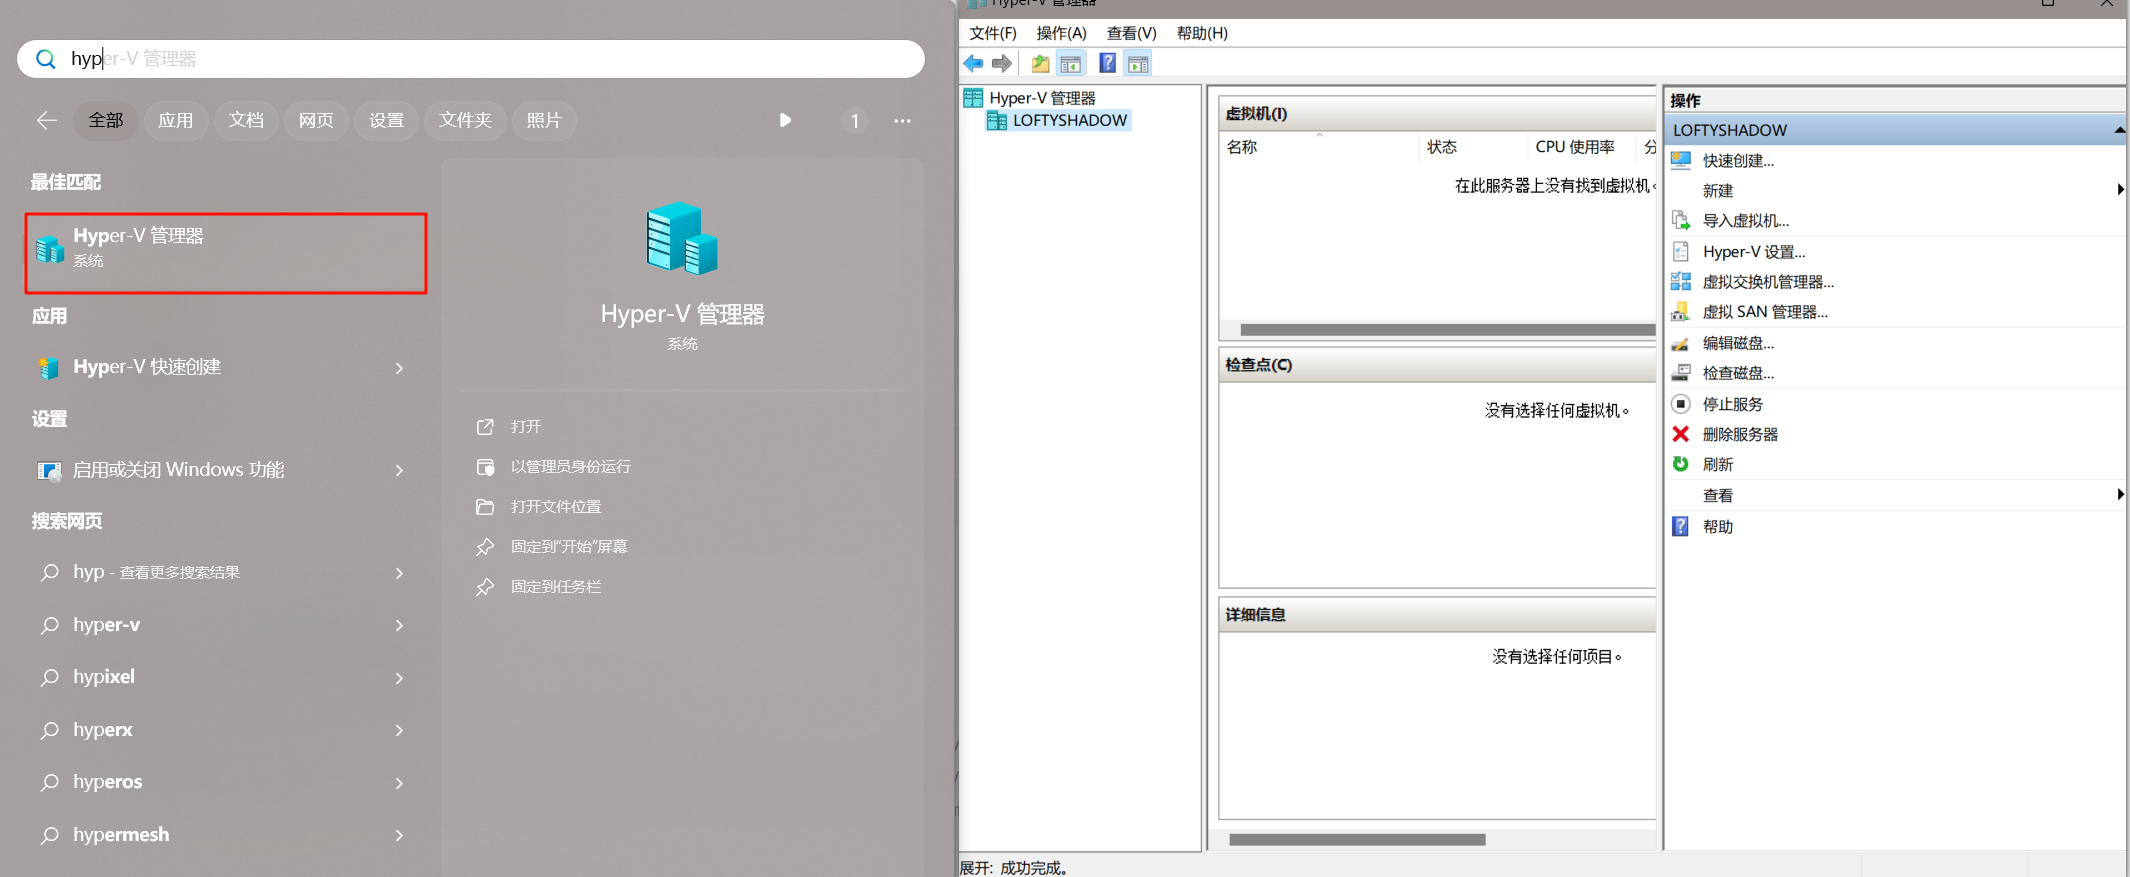 hyper-V 管理器
全部
应用
文档
网页
设置
文件夹
照片
1
最佳匹配
Hyper-V 管理器
系统
应用
Hyper-V 快速创建
设置
启用或关闭 Windows 功能
搜索网页
hyp - 查看更多搜索结果
hyper-v
hypixel
hyperx
hyperos
hypermesh
Hyper-V 管理器
系统
打开
以管理员身份运行
打开文件位置
固定到"开始"屏幕
固定到任务栏
Hyper-V 管理器
文件(F) 操作(A) 查看(V) 帮助(H)
Hyper-V 管理器
LOFTYSHADOW
虚拟机(I)
名称
状态
CPU 使用率
在此服务器上没有找到虚拟机。
检查点(C)
没有选择任何虚拟机。
详细信息
没有选择任何项目。
操作
LOFTYSHADOW
快速创建...
新建
导入虚拟机...
Hyper-V 设置...
虚拟交换机管理器...
虚拟 SAN 管理器...
编辑磁盘...
检查磁盘...
停止服务
删除服务器
刷新
查看
帮助
展开: 成功完成。